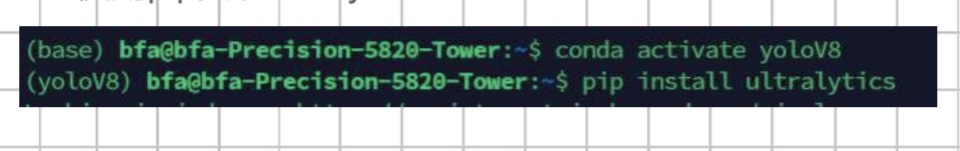 (base) bfa@bfa-Precision-5820-Tower:~$ conda activate yoloV8
(yoloV8) bfa@bfa-Precision-5820-Tower:~$ pip install ultralytics